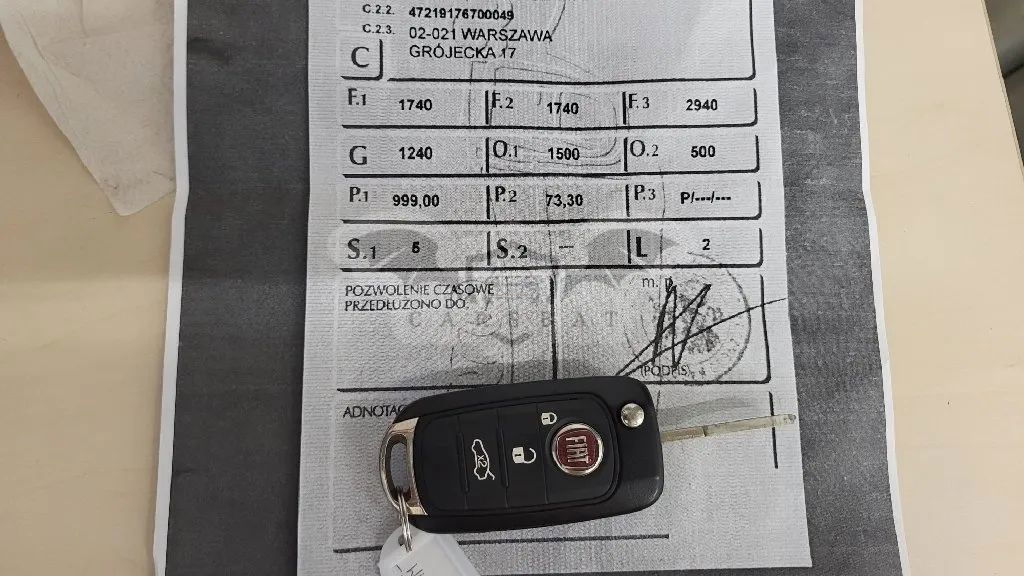 C.2.2. 47219176700049
C.2.3. 02-021 WARSZAWA
GRÓJECKA 17
C
F.1 1740 F.2 1740 F.3 2940
G 1240 O.1 1500 O.2 500
P.1 999,00 P.2 73,30 P.3 P/---/---
S.1 5 S.2 --- L 2
POZWOLENIE CZASOWE
PRZEDŁUŻONO DO:
m. p.
CARSEAT
(PODPIS)
FIAT
X2